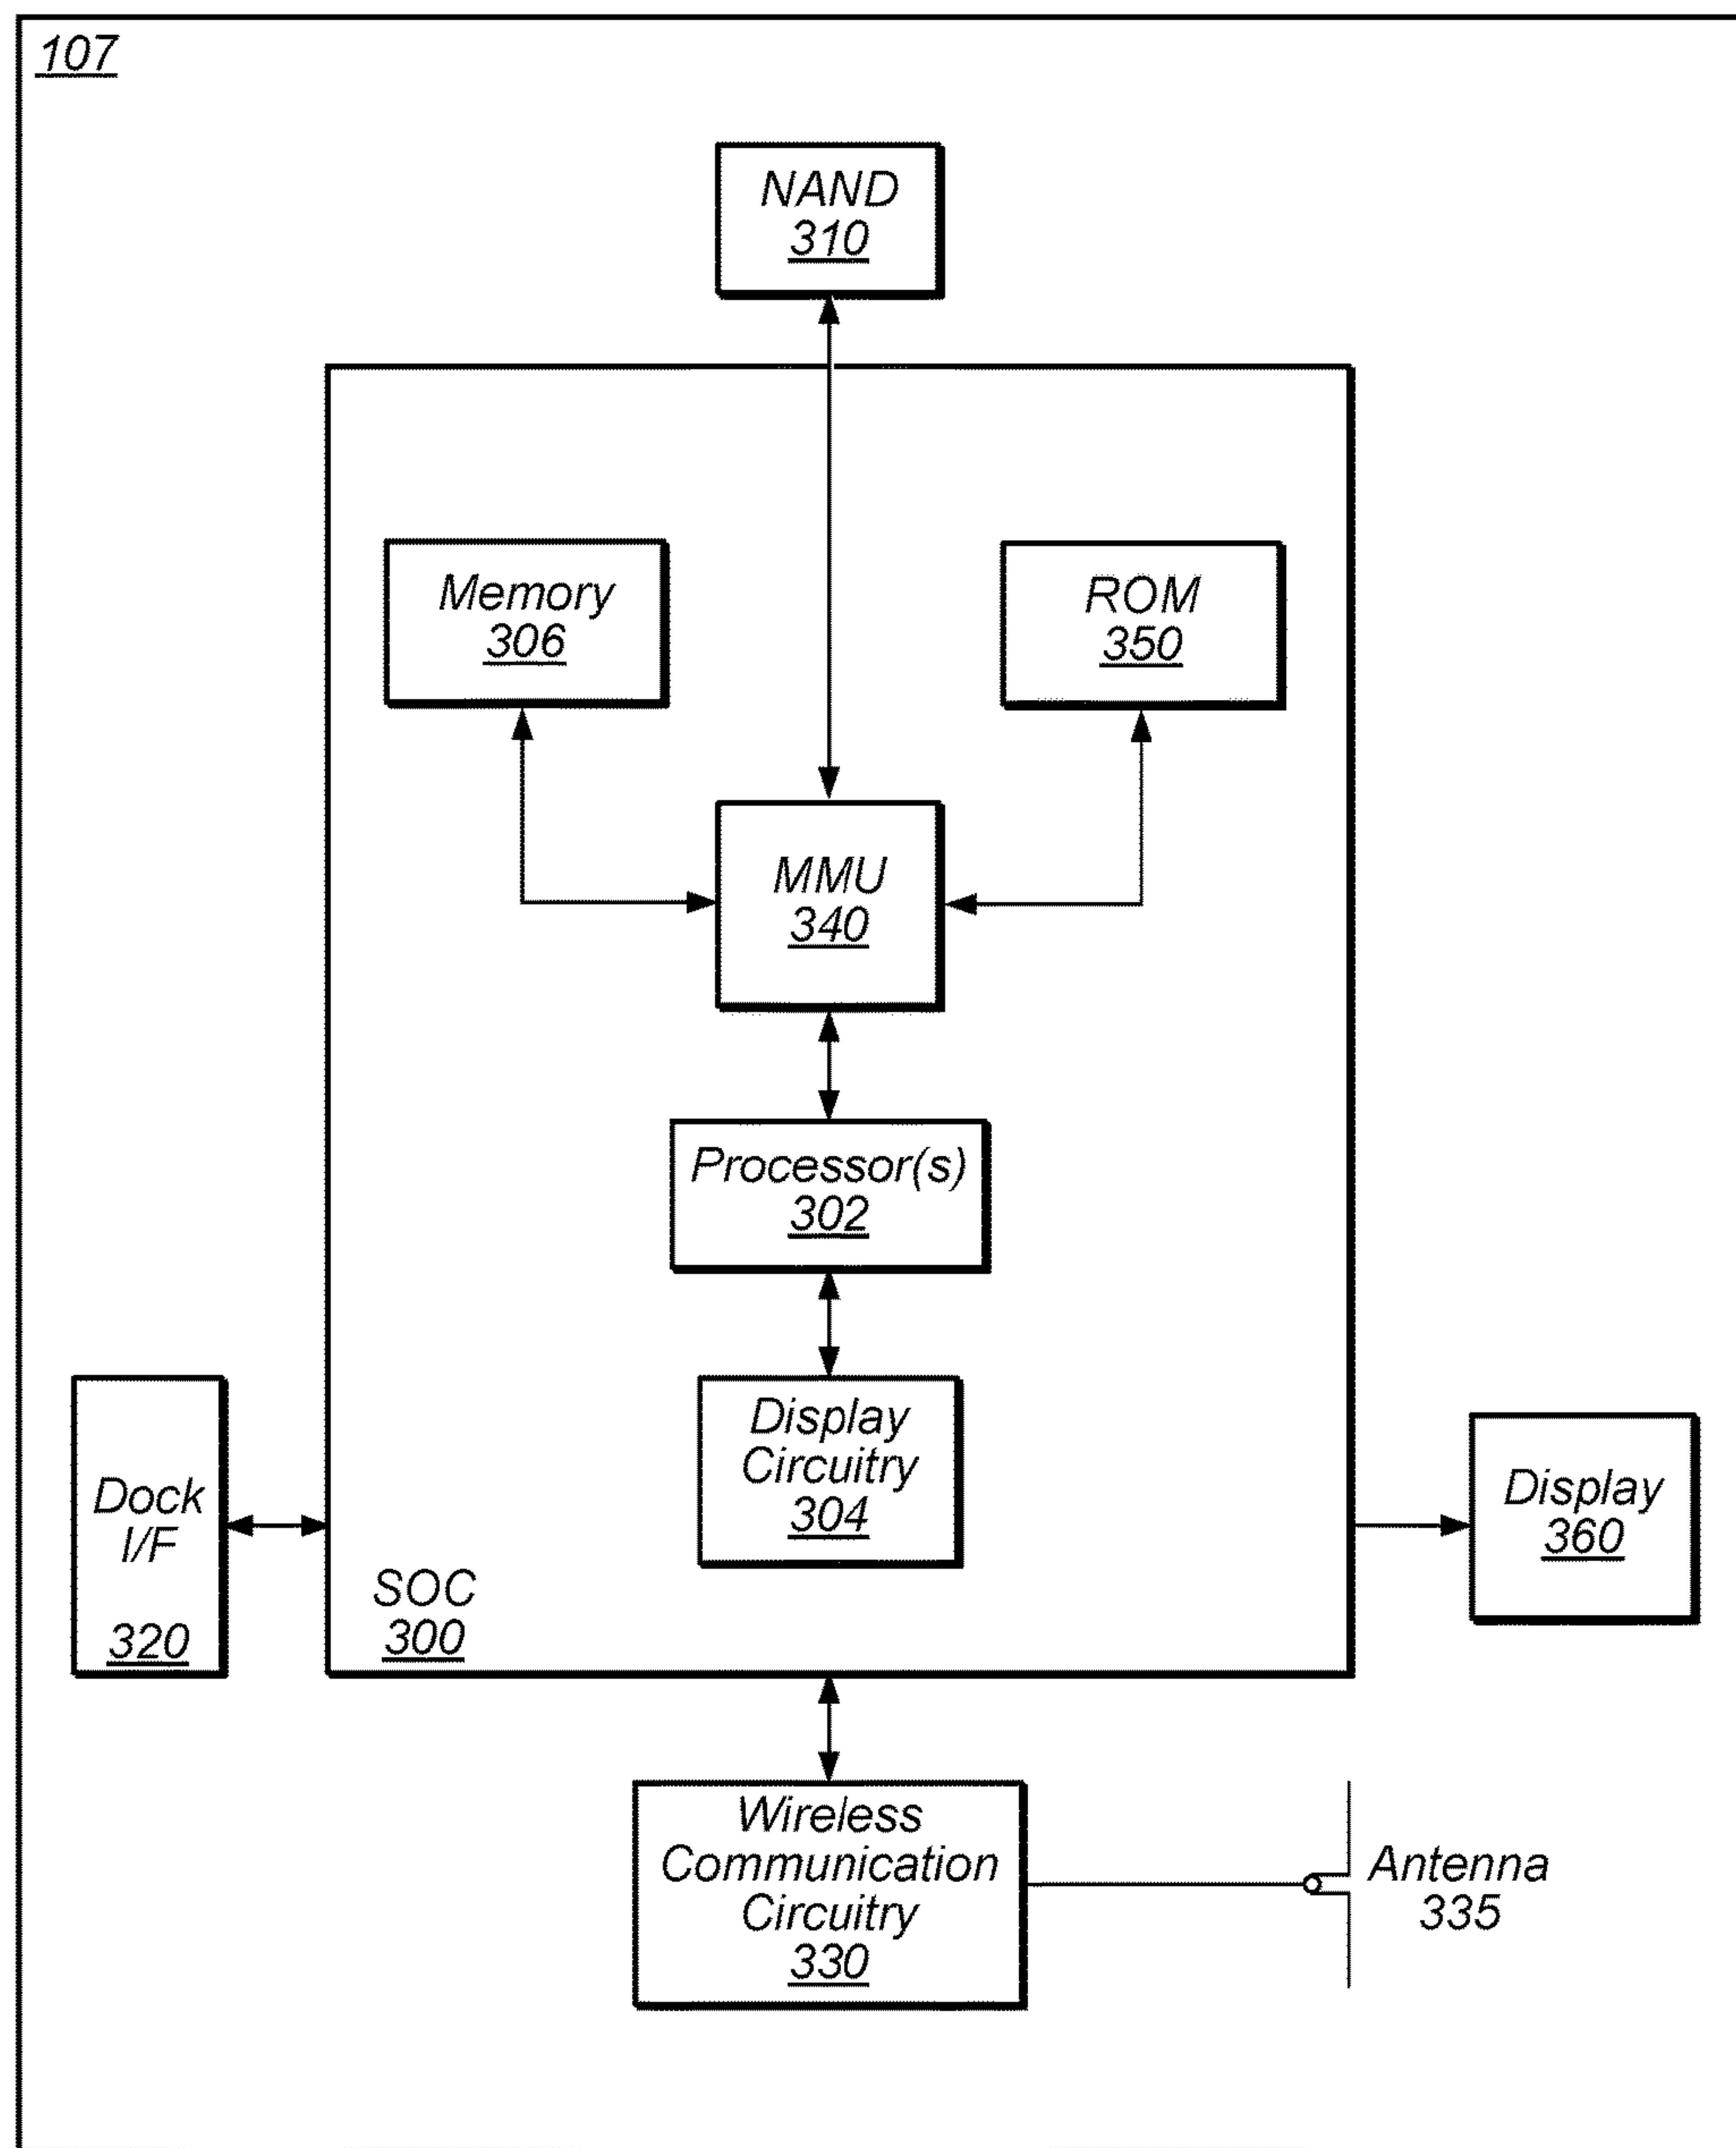 107
NAND
310
Memory
306
ROM
350
MMU
340
Processor(s)
302
Display
Circuitry
304
Dock
I/F
320
SOC
300
Display
360
Wireless
Communication
Circuitry
330
Antenna
335